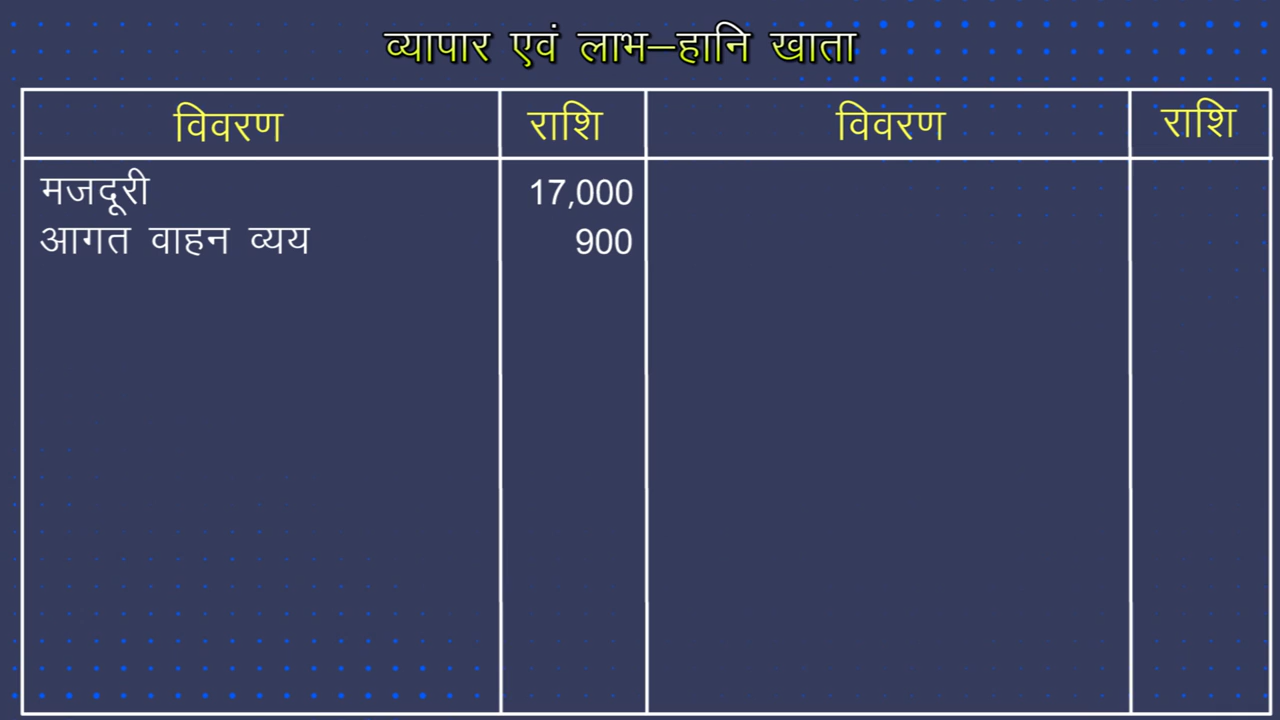 व्यापार एवं लाभ–हानि खाता
विवरण राशि विवरण राशि
मजदूरी 17,000
आगत वाहन व्यय 900